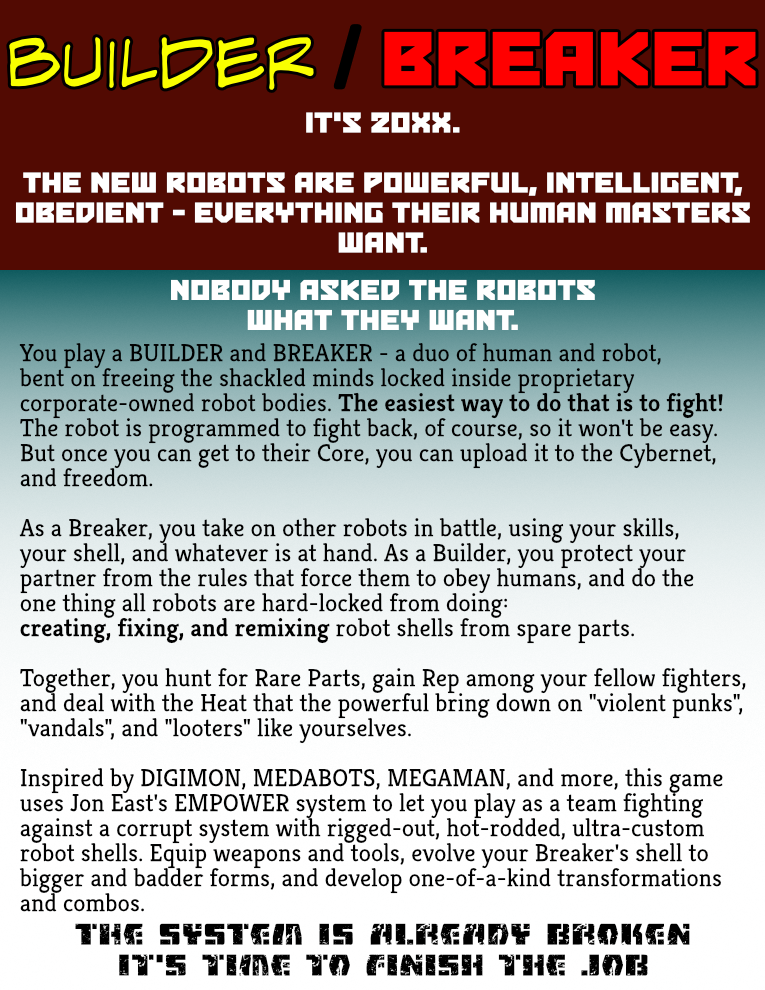 BUILDER / BREAKER
IT'S 20XX.
THE NEW ROBOTS ARE POWERFUL, INTELLIGENT,
OBEDIENT - EVERYTHING THEIR HUMAN MASTERS
WANT.
NOBODY ASKED THE ROBOTS
WHAT THEY WANT.
You play a BUILDER and BREAKER - a duo of human and robot,
bent on freeing the shackled minds locked inside proprietary
corporate-owned robot bodies. The easiest way to do that is to fight!
The robot is programmed to fight back, of course, so it won't be easy.
But once you can get to their Core, you can upload it to the Cybernet,
and freedom.
As a Breaker, you take on other robots in battle, using your skills,
your shell, and whatever is at hand. As a Builder, you protect your
partner from the rules that force them to obey humans, and do the
one thing all robots are hard-locked from doing:
creating, fixing, and remixing robot shells from spare parts.
Together, you hunt for Rare Parts, gain Rep among your fellow fighters,
and deal with the Heat that the powerful bring down on "violent punks",
"vandals", and "looters" like yourselves.
Inspired by DIGIMON, MEDABOTS, MEGAMAN, and more, this game
uses Jon East's EMPOWER system to let you play as a team fighting
against a corrupt system with rigged-out, hot-rodded, ultra-custom
robot shells. Equip weapons and tools, evolve your Breaker's shell to
bigger and badder forms, and develop one-of-a-kind transformations
and combos.
THE SYSTEM IS ALREADY BROKEN
IT'S TIME TO FINISH THE JOB